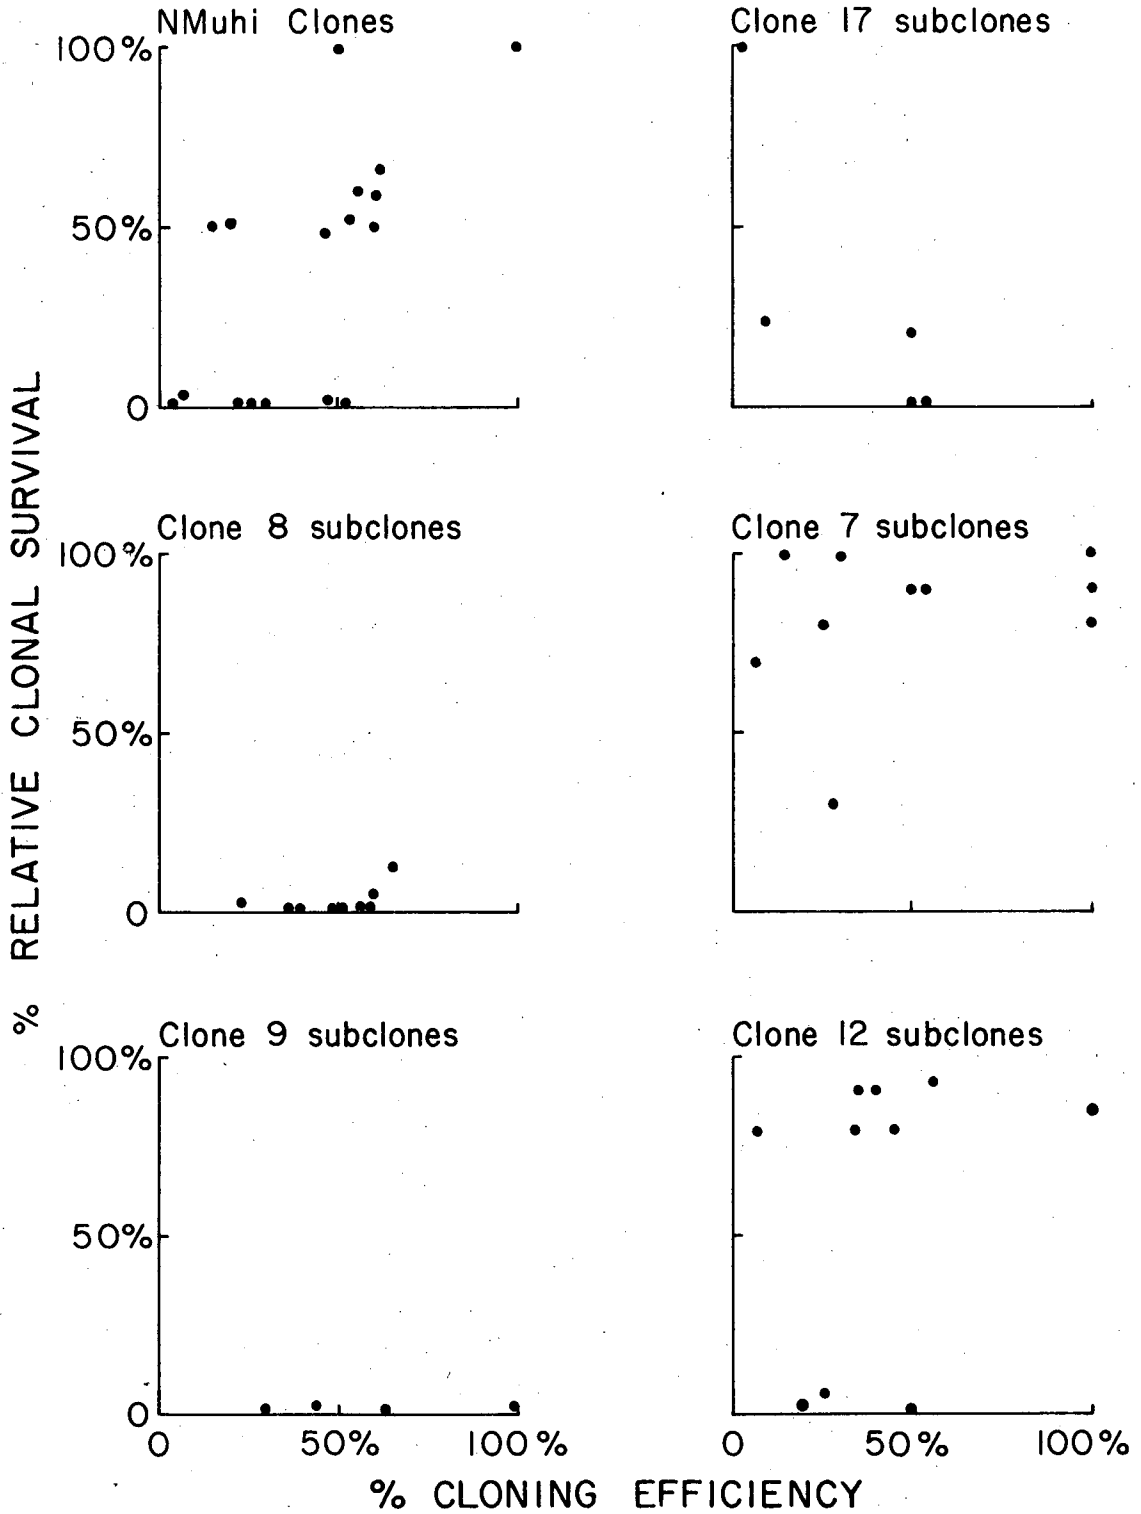 NMuhi Clones
Clone 17 subclones
100%
50%
0
Clone 8 subclones
Clone 7 subclones
100%
50%
0
Clone 9 subclones
Clone 12 subclones
100%
50%
0
0 50% 100%
0 50% 100%
% CLONING EFFICIENCY
% RELATIVE CLONAL SURVIVAL